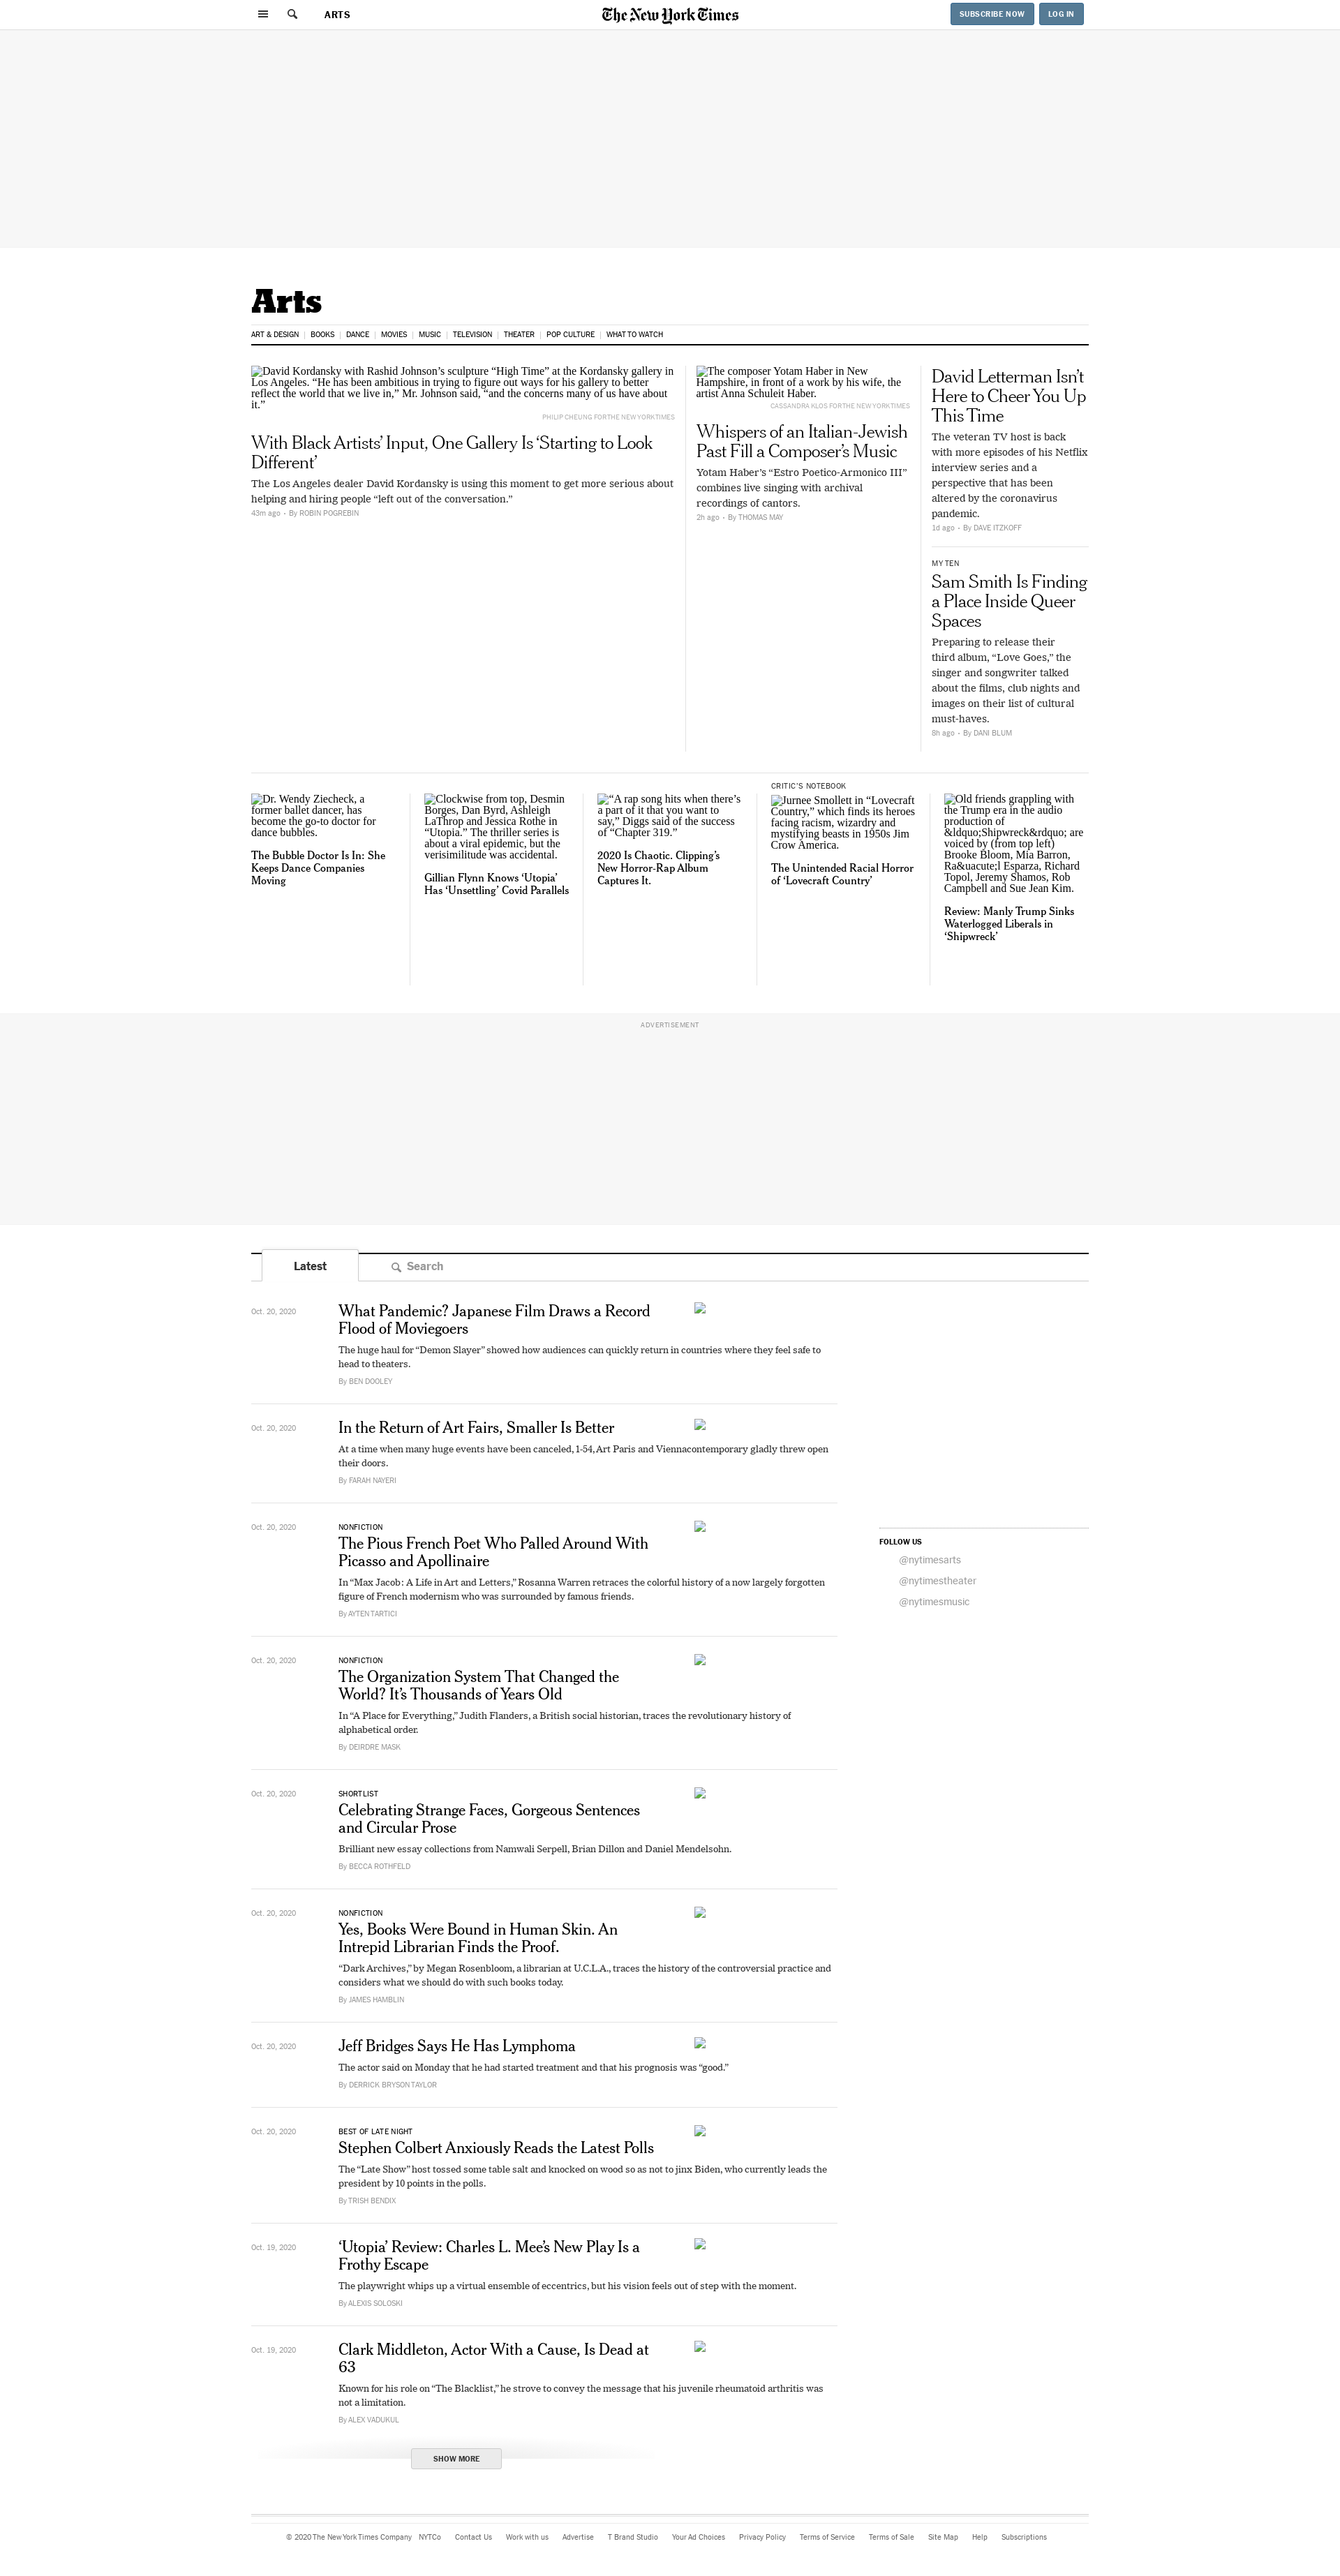 ARTS
The New York Times
SUBSCRIBE NOW
LOG IN
Arts
ART & DESIGN | BOOKS | DANCE | MOVIES | MUSIC | TELEVISION | THEATER | POP CULTURE | WHAT TO WATCH
David Kordansky with Rashid Johnson’s sculpture “High Time” at the Kordansky gallery in
Los Angeles. “He has been ambitious in trying to figure out ways for his gallery to better
reflect the world that we live in,” Mr. Johnson said, “and the concerns many of us have about
it.”
PHILIP CHEUNG FOR THE NEW YORK TIMES
With Black Artists’ Input, One Gallery Is ‘Starting to Look
Different’
The Los Angeles dealer David Kordansky is using this moment to get more serious about
helping and hiring people “left out of the conversation.”
43m ago • By ROBIN POGREBIN
The composer Yotam Haber in New
Hampshire, in front of a work by his wife, the
artist Anna Schuleit Haber.
CASSANDRA KLOS FOR THE NEW YORK TIMES
Whispers of an Italian-Jewish
Past Fill a Composer’s Music
Yotam Haber’s “Estro Poetico-Armonico III”
combines live singing with archival
recordings of cantors.
2h ago • By THOMAS MAY
David Letterman Isn’t
Here to Cheer You Up
This Time
The veteran TV host is back
with more episodes of his Netflix
interview series and a
perspective that has been
altered by the coronavirus
pandemic.
1d ago • By DAVE ITZKOFF
MY TEN
Sam Smith Is Finding
a Place Inside Queer
Spaces
Preparing to release their
third album, “Love Goes,” the
singer and songwriter talked
about the films, club nights and
images on their list of cultural
must-haves.
8h ago • By DANI BLUM
Dr. Wendy Ziecheck, a
former ballet dancer, has
become the go-to doctor for
dance bubbles.
The Bubble Doctor Is In: She
Keeps Dance Companies
Moving
Clockwise from top, Desmin
Borges, Dan Byrd, Ashleigh
LaThrop and Jessica Rothe in
“Utopia.” The thriller series is
about a viral epidemic, but the
verisimilitude was accidental.
Gillian Flynn Knows ‘Utopia’
Has ‘Unsettling’ Covid Parallels
“A rap song hits when there’s
a part of it that you want to
say,” Diggs said of the success
of “Chapter 319.”
2020 Is Chaotic. Clipping’s
New Horror-Rap Album
Captures It.
CRITIC’S NOTEBOOK
Jurnee Smollett in “Lovecraft
Country,” which finds its heroes
facing racism, wizardry and
mystifying beasts in 1950s Jim
Crow America.
The Unintended Racial Horror
of ‘Lovecraft Country’
Old friends grappling with
the Trump era in the audio
production of
&ldquo;Shipwreck&rdquo; are
voiced by (from top left)
Brooke Bloom, Mia Barron,
Ra&uacute;l Esparza, Richard
Topol, Jeremy Shamos, Rob
Campbell and Sue Jean Kim.
Review: Manly Trump Sinks
Waterlogged Liberals in
‘Shipwreck’
ADVERTISEMENT
Latest
Search
Oct. 20, 2020
What Pandemic? Japanese Film Draws a Record
Flood of Moviegoers
The huge haul for “Demon Slayer” showed how audiences can quickly return in countries where they feel safe to
head to theaters.
By BEN DOOLEY
Oct. 20, 2020
In the Return of Art Fairs, Smaller Is Better
At a time when many huge events have been canceled, 1-54, Art Paris and Viennacontemporary gladly threw open
their doors.
By FARAH NAYERI
Oct. 20, 2020
NONFICTION
The Pious French Poet Who Palled Around With
Picasso and Apollinaire
In “Max Jacob: A Life in Art and Letters,” Rosanna Warren retraces the colorful history of a now largely forgotten
figure of French modernism who was surrounded by famous friends.
By AYTEN TARTICI
FOLLOW US
@nytimesarts
@nytimestheater
@nytimesmusic
Oct. 20, 2020
NONFICTION
The Organization System That Changed the
World? It’s Thousands of Years Old
In “A Place for Everything,” Judith Flanders, a British social historian, traces the revolutionary history of
alphabetical order.
By DEIRDRE MASK
Oct. 20, 2020
SHORTLIST
Celebrating Strange Faces, Gorgeous Sentences
and Circular Prose
Brilliant new essay collections from Namwali Serpell, Brian Dillon and Daniel Mendelsohn.
By BECCA ROTHFELD
Oct. 20, 2020
NONFICTION
Yes, Books Were Bound in Human Skin. An
Intrepid Librarian Finds the Proof.
“Dark Archives,” by Megan Rosenbloom, a librarian at U.C.L.A., traces the history of the controversial practice and
considers what we should do with such books today.
By JAMES HAMBLIN
Oct. 20, 2020
Jeff Bridges Says He Has Lymphoma
The actor said on Monday that he had started treatment and that his prognosis was “good.”
By DERRICK BRYSON TAYLOR
Oct. 20, 2020
BEST OF LATE NIGHT
Stephen Colbert Anxiously Reads the Latest Polls
The “Late Show” host tossed some table salt and knocked on wood so as not to jinx Biden, who currently leads the
president by 10 points in the polls.
By TRISH BENDIX
Oct. 19, 2020
‘Utopia’ Review: Charles L. Mee’s New Play Is a
Frothy Escape
The playwright whips up a virtual ensemble of eccentrics, but his vision feels out of step with the moment.
By ALEXIS SOLOSKI
Oct. 19, 2020
Clark Middleton, Actor With a Cause, Is Dead at
63
Known for his role on “The Blacklist,” he strove to convey the message that his juvenile rheumatoid arthritis was
not a limitation.
By ALEX VADUKUL
SHOW MORE
© 2020 The New York Times Company NYTCo Contact Us Work with us Advertise T Brand Studio Your Ad Choices Privacy Policy Terms of Service Terms of Sale Site Map Help Subscriptions